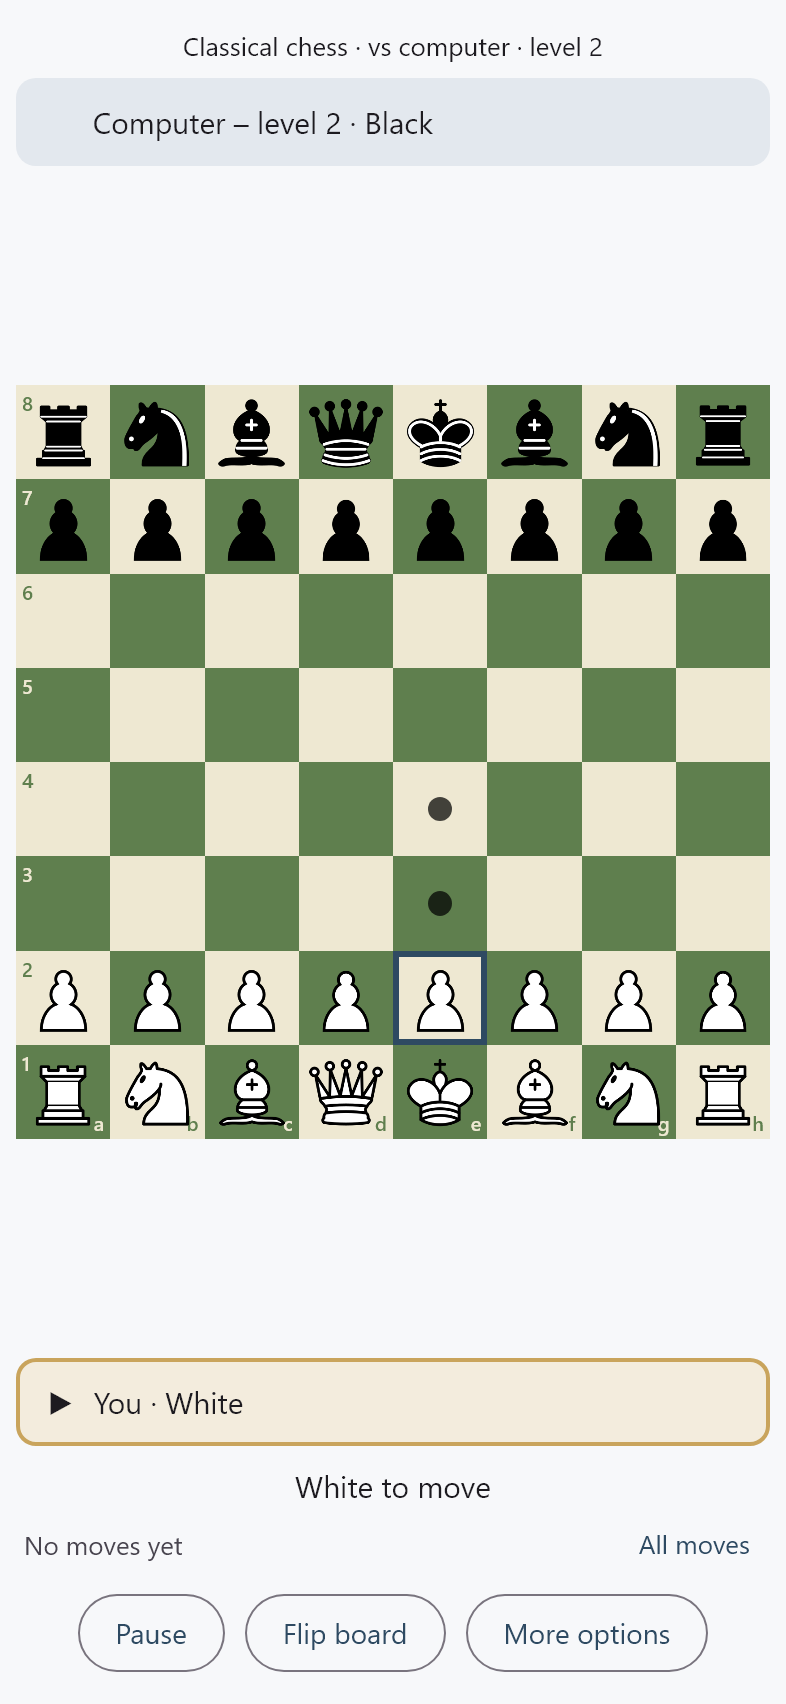 Classical chess · vs computer · level 2
Computer – level 2 · Black
8
7
6
5
4
3
2
1
a b c d e f g h
You · White
White to move
No moves yet
All moves
Pause
Flip board
More options